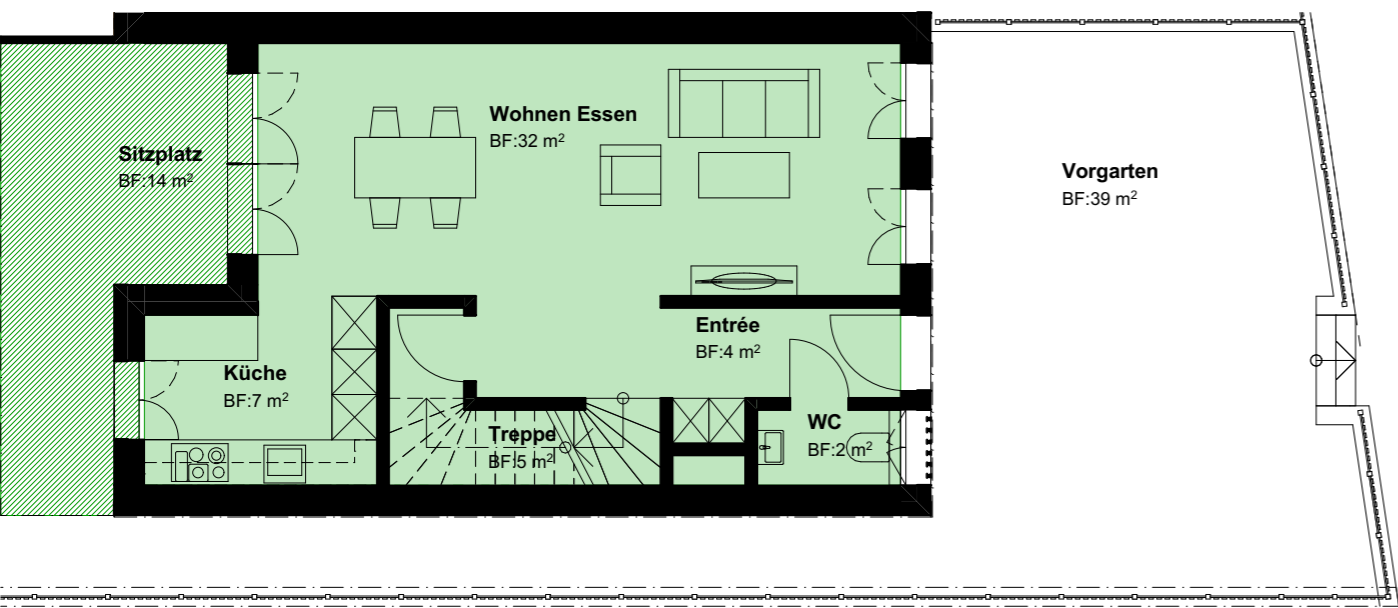 Wohnen Essen
BF:32 m²
Sitzplatz
BF:14 m²
Vorgarten
BF:39 m²
Entrée
BF:4 m²
Küche
BF:7 m²
Treppe
BF:5 m²
WC
BF:2 m²